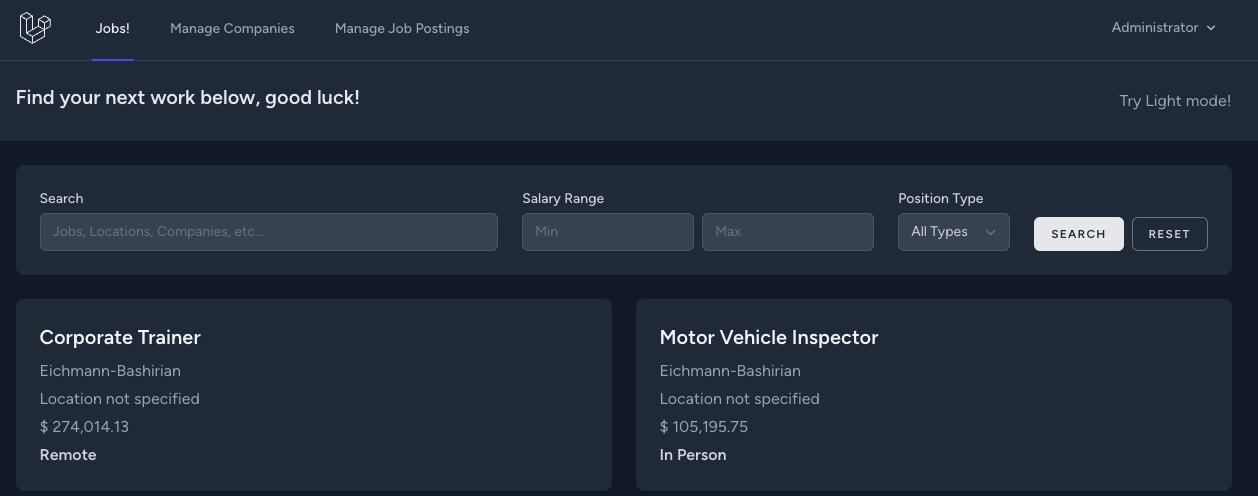 Jobs! Manage Companies Manage Job Postings Administrator
Find your next work below, good luck! Try Light mode!
Search Salary Range Position Type
Jobs, Locations, Companies, etc... Min Max All Types SEARCH RESET
Corporate Trainer
Eichmann-Bashirian
Location not specified
$ 274,014.13
Remote
Motor Vehicle Inspector
Eichmann-Bashirian
Location not specified
$ 105,195.75
In Person